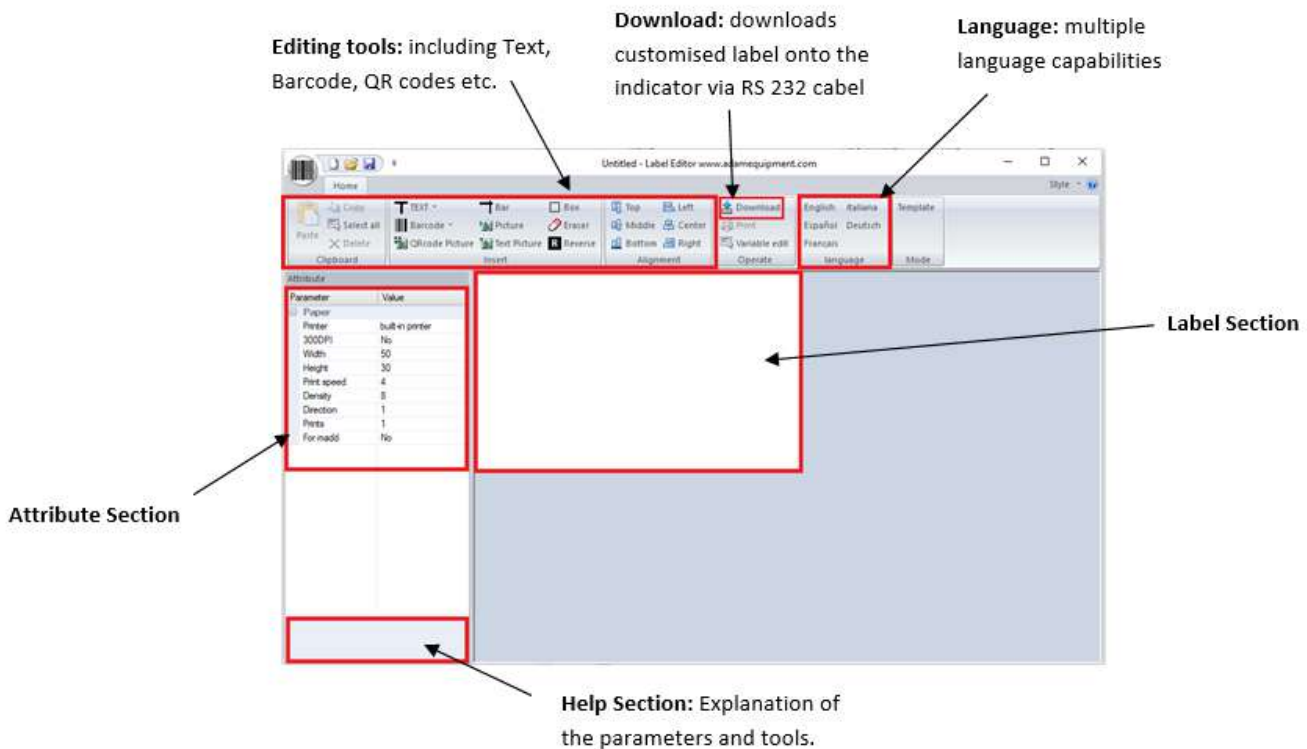 Editing tools: including Text,
Barcode, QR codes etc.
Download: downloads
customised label onto the
indicator via RS 232 cabel
Language: multiple
language capabilities
Untitled - Label Editor www.adamequipment.com
Home
Style
Paste
Copy
Select all
Delete
Clipboard
TEXT
Barcode
QRcode Picture
Bar
Picture
Text Picture
Box
Eraser
R Reverse
Insert
Top
Middle
Bottom
Left
Center
Right
Alignment
Download
Print
Variable edit
Operate
English Italiana
Español Deutsch
Français
language
Template
Mode
Attribute
Parameter Value
Paper
Printer built-in printer
300DPI No
Width 50
Height 30
Print speed 4
Density 8
Direction 1
Prints 1
For madd No
Label Section
Attribute Section
Help Section: Explanation of
the parameters and tools.